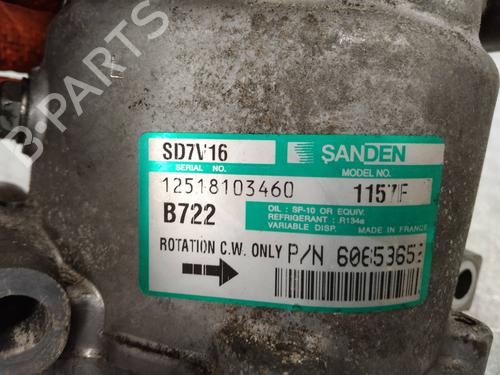 SD7V16 SANDEN
SERIAL NO. MODEL NO.
12518103460 1157F
B722
OIL : SP-10 OR EQUIV.
REFRIGERANT : R134a
VARIABLE DISP. MADE IN FRANCE
ROTATION C.W. ONLY P/N 60653652